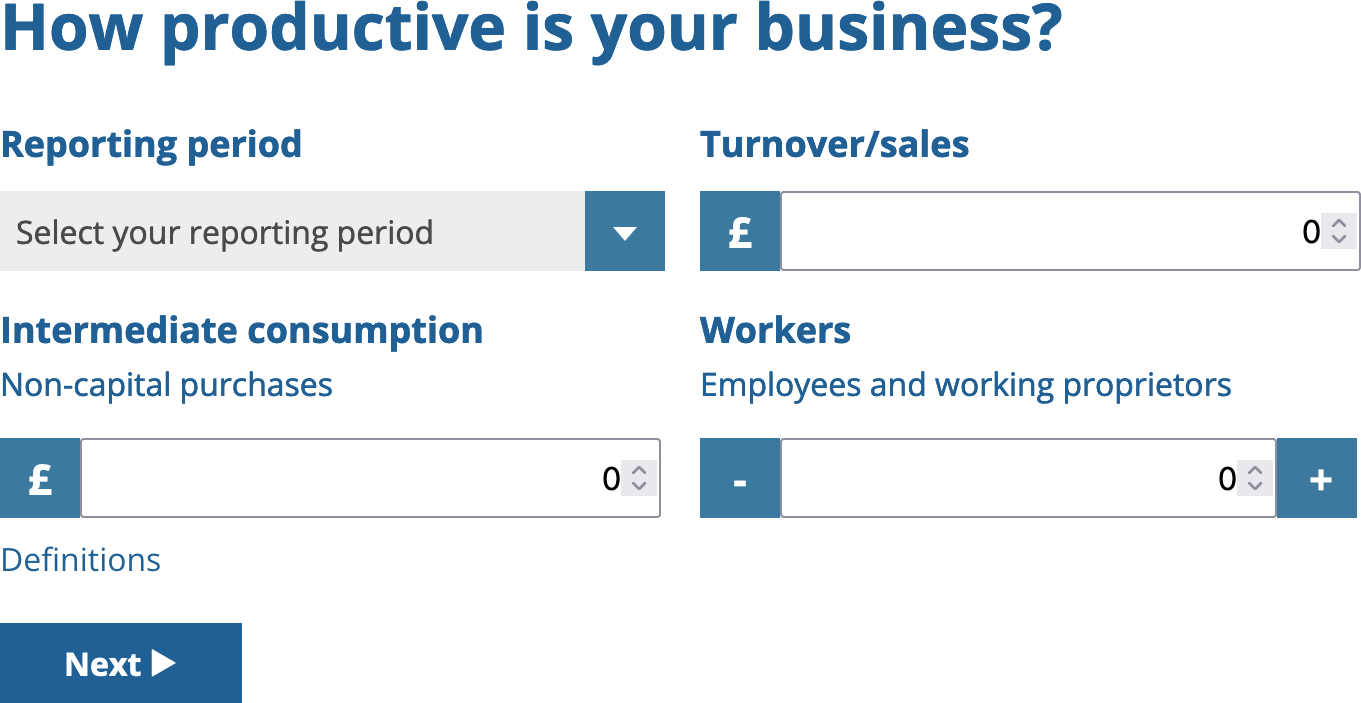 How productive is your business?
Reporting period
Select your reporting period
Turnover/sales
£ 0
Intermediate consumption
Non-capital purchases
£ 0
Workers
Employees and working proprietors
- 0 +
Definitions
Next